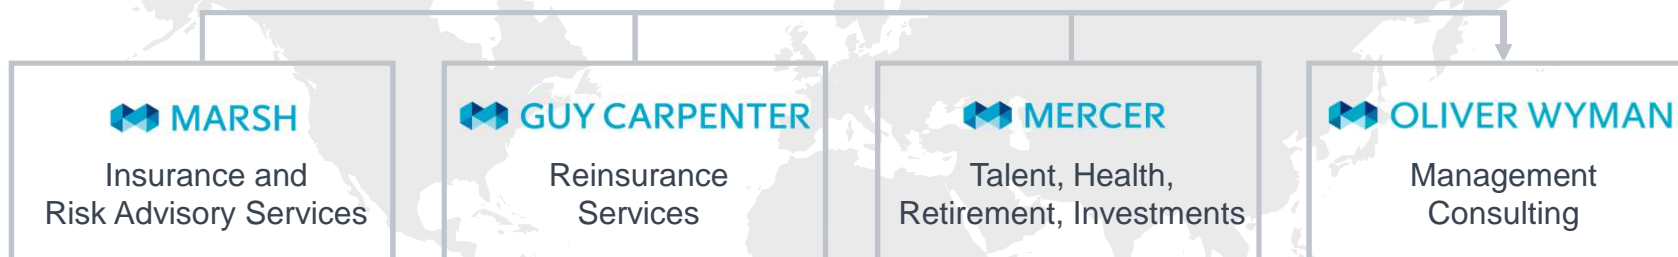 MARSH
Insurance and
Risk Advisory Services
GUY CARPENTER
Reinsurance
Services
MERCER
Talent, Health,
Retirement, Investments
OLIVER WYMAN
Management
Consulting